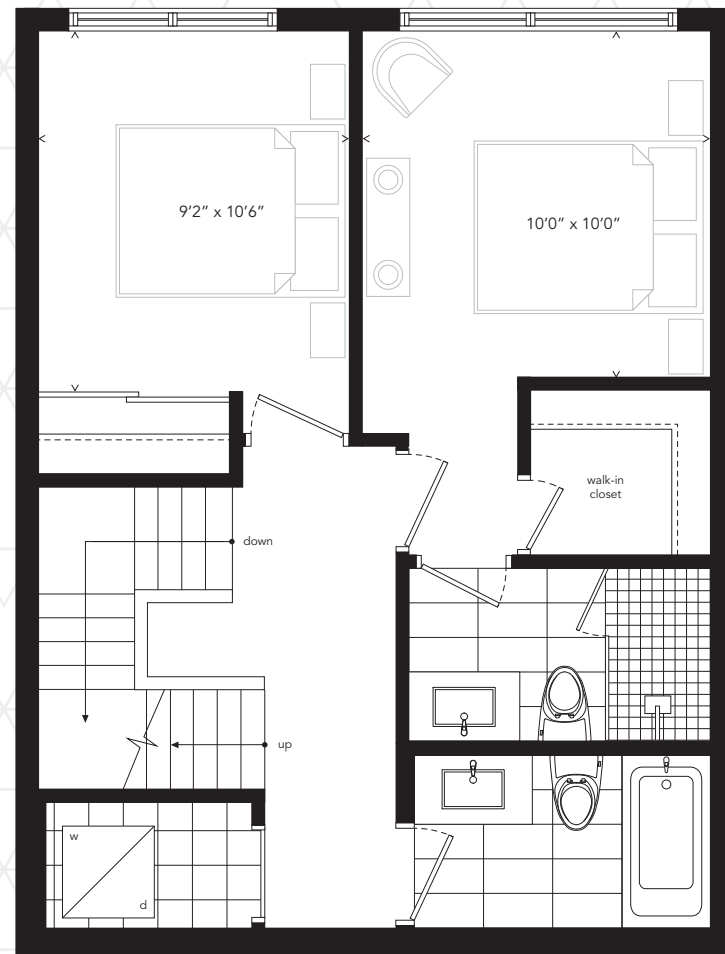 9’2” x 10’6”
10’0” x 10’0”
walk-in
closet
down
up
w
d